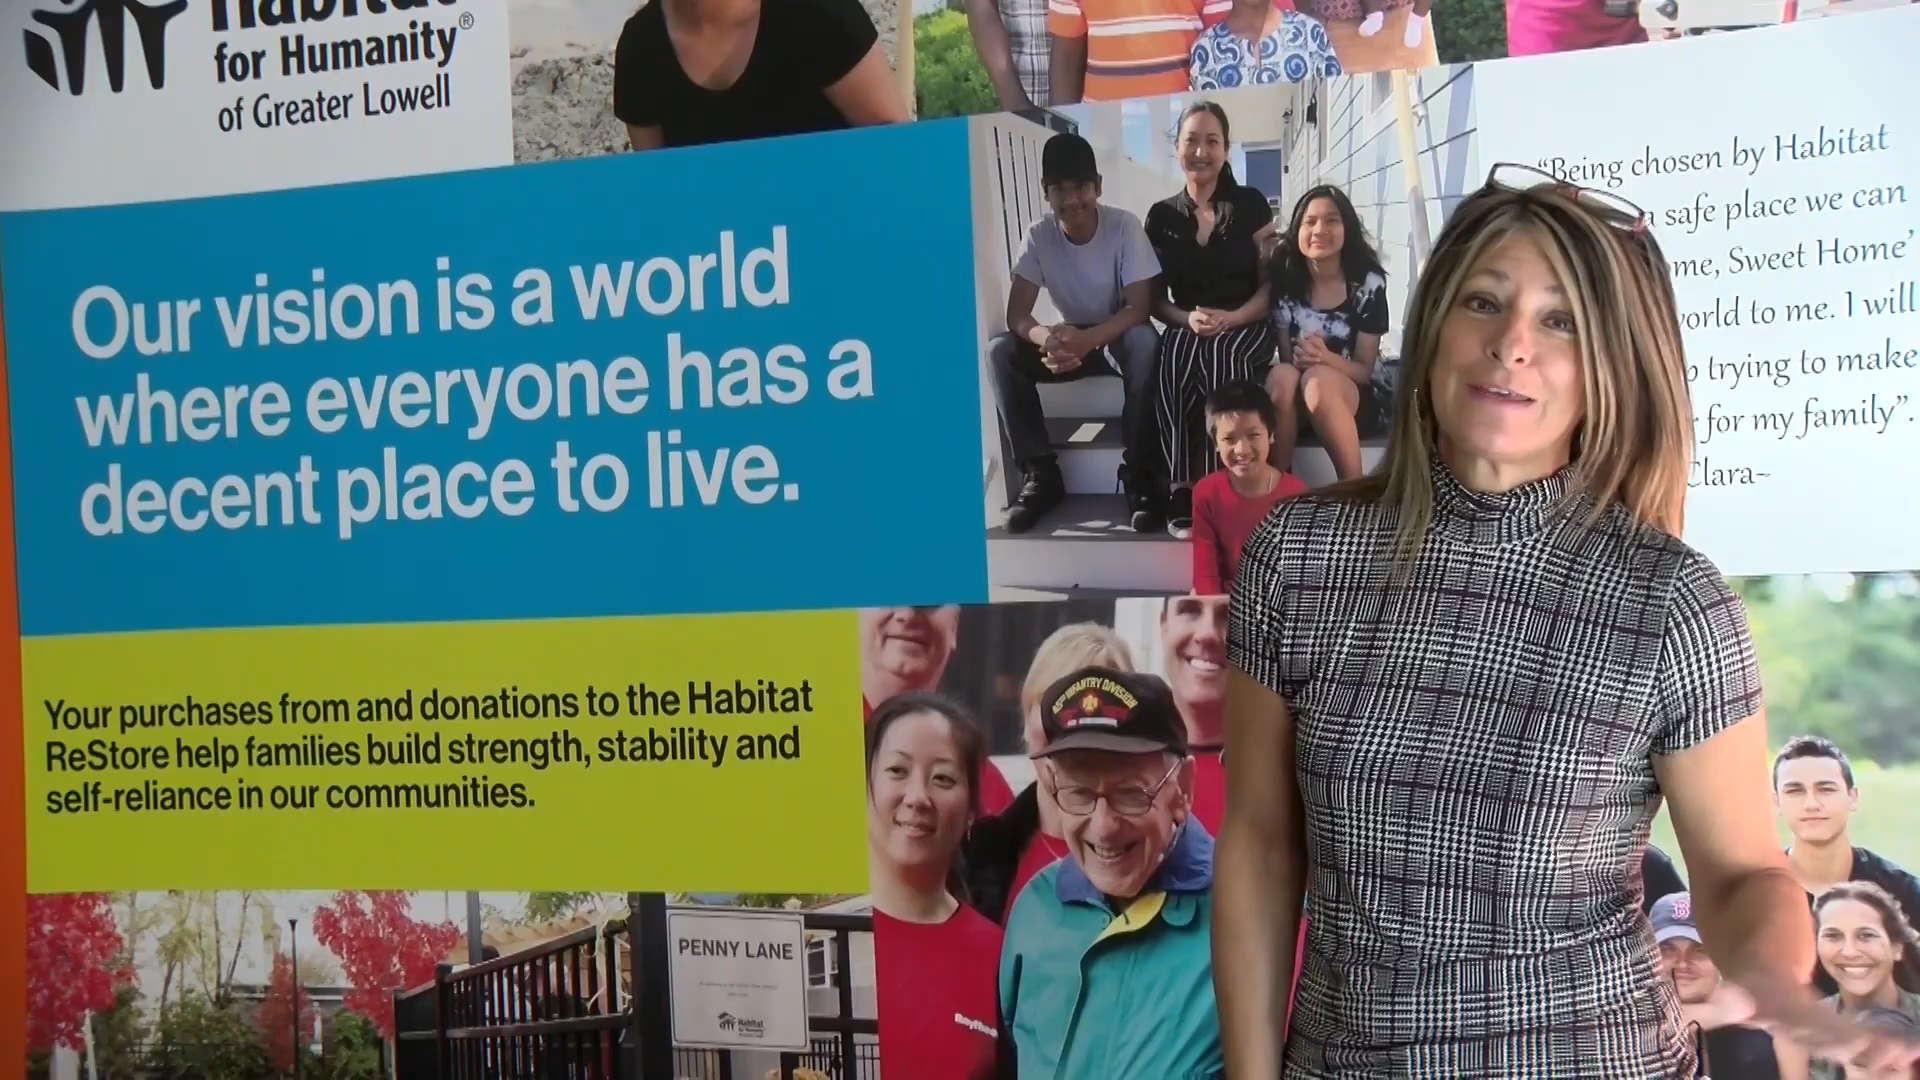 Habitat
for Humanity®
of Greater Lowell
Our vision is a world
where everyone has a
decent place to live.
Your purchases from and donations to the Habitat
ReStore help families build strength, stability and
self-reliance in our communities.
“Being chosen by Habitat
a safe place we can
me, Sweet Home’
world to me. I will
trying to make
for my family”.
Clara~
INFANTRY DIVISION
PENNY LANE
Habitat
B